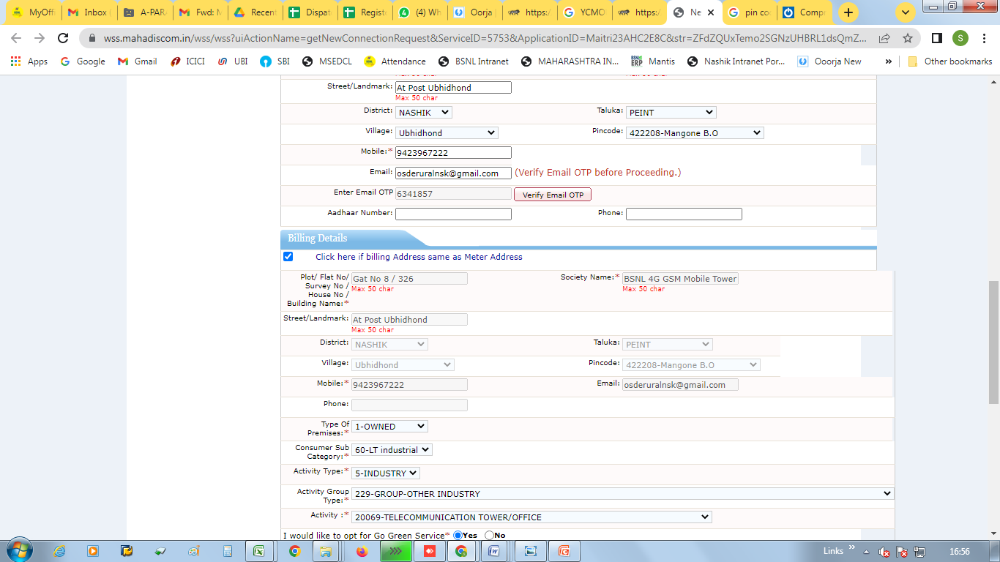 MyOffi
Inbox (
A-PARA
Fwd: M
Recent
Dispat
Registe
(4) Wh
Oorja |
https:/
YCMO
https:/
Ne
pin co
Compu
wss.mahadiscom.in/wss/wss?uiActionName=getNewConnectionRequest&ServiceID=5753&ApplicationID=Maitri23AHC2E8C&str=ZFdZQUxTemo2SGNzUHBRL1dsQmZ...
S
Apps Google Gmail ICICI UBI SBI MSEDCL Attendance BSNL Intranet MAHARASHTRA IN... Mantis Nashik Intranet Por... Ooorja New » Other bookmarks
Street/Landmark: At Post Ubhidhond
Max 50 char
District: NASHIK Taluka: PEINT
Village: Ubhidhond Pincode: 422208-Mangone B.O
Mobile:* 9423967222
Email: osderuralnsk@gmail.com (Verify Email OTP before Proceeding.)
Enter Email OTP 6341857 Verify Email OTP
Aadhaar Number: Phone:
Billing Details
Click here if billing Address same as Meter Address
Plot/ Flat No/ Survey No / House No / Building Name:* Gat No 8 / 326 Society Name:* BSNL 4G GSM Mobile Tower
Max 50 char Max 50 char
Street/Landmark: At Post Ubhidhond
Max 50 char
District: NASHIK Taluka: PEINT
Village: Ubhidhond Pincode: 422208-Mangone B.O
Mobile:* 9423967222 Email: osderuralnsk@gmail.com
Phone:
Type Of Premises:* 1-OWNED
Consumer Sub Category:* 60-LT industrial
Activity Type:* 5-INDUSTRY
Activity Group Type:* 229-GROUP-OTHER INDUSTRY
Activity :* 20069-TELECOMMUNICATION TOWER/OFFICE
I would like to opt for Go Green Service* Yes No
Links » 16:56